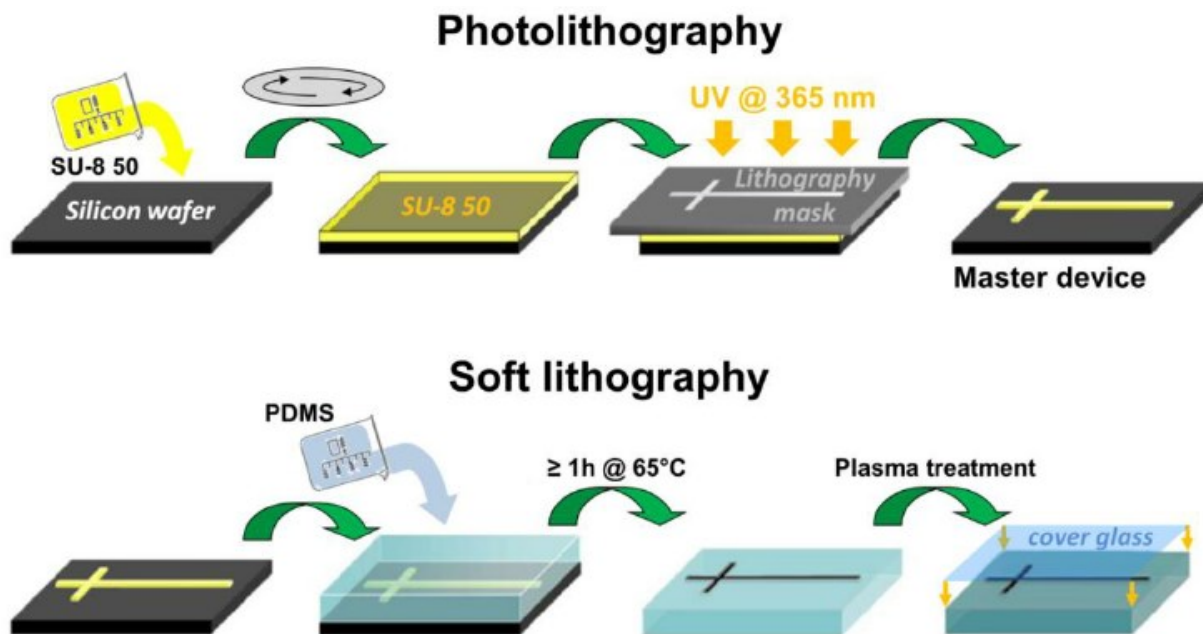 Photolithography
SU-8 50
Silicon wafer
SU-8 50
UV @ 365 nm
Lithography
mask
Master device
Soft lithography
PDMS
≥ 1h @ 65°C
Plasma treatment
cover glass